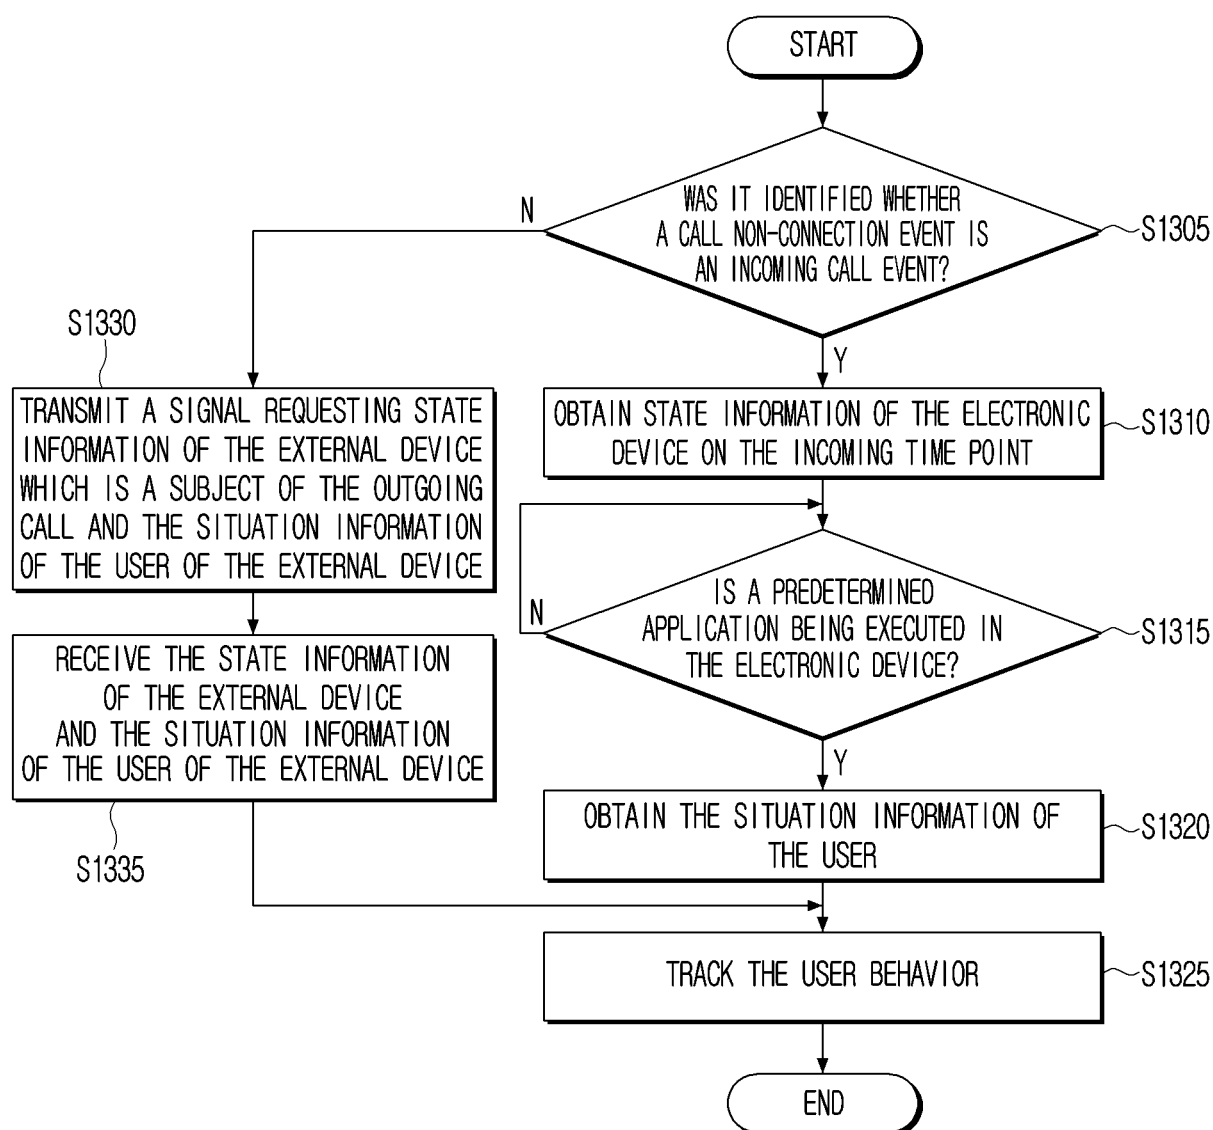 START
WAS IT IDENTIFIED WHETHER
A CALL NON-CONNECTION EVENT IS
AN INCOMING CALL EVENT?
S1305
N
Y
S1330
TRANSMIT A SIGNAL REQUESTING STATE
INFORMATION OF THE EXTERNAL DEVICE
WHICH IS A SUBJECT OF THE OUTGOING
CALL AND THE SITUATION INFORMATION
OF THE USER OF THE EXTERNAL DEVICE
OBTAIN STATE INFORMATION OF THE ELECTRONIC
DEVICE ON THE INCOMING TIME POINT
S1310
IS A PREDETERMINED
APPLICATION BEING EXECUTED IN
THE ELECTRONIC DEVICE?
S1315
N
Y
RECEIVE THE STATE INFORMATION
OF THE EXTERNAL DEVICE
AND THE SITUATION INFORMATION
OF THE USER OF THE EXTERNAL DEVICE
S1335
OBTAIN THE SITUATION INFORMATION OF
THE USER
S1320
TRACK THE USER BEHAVIOR
S1325
END